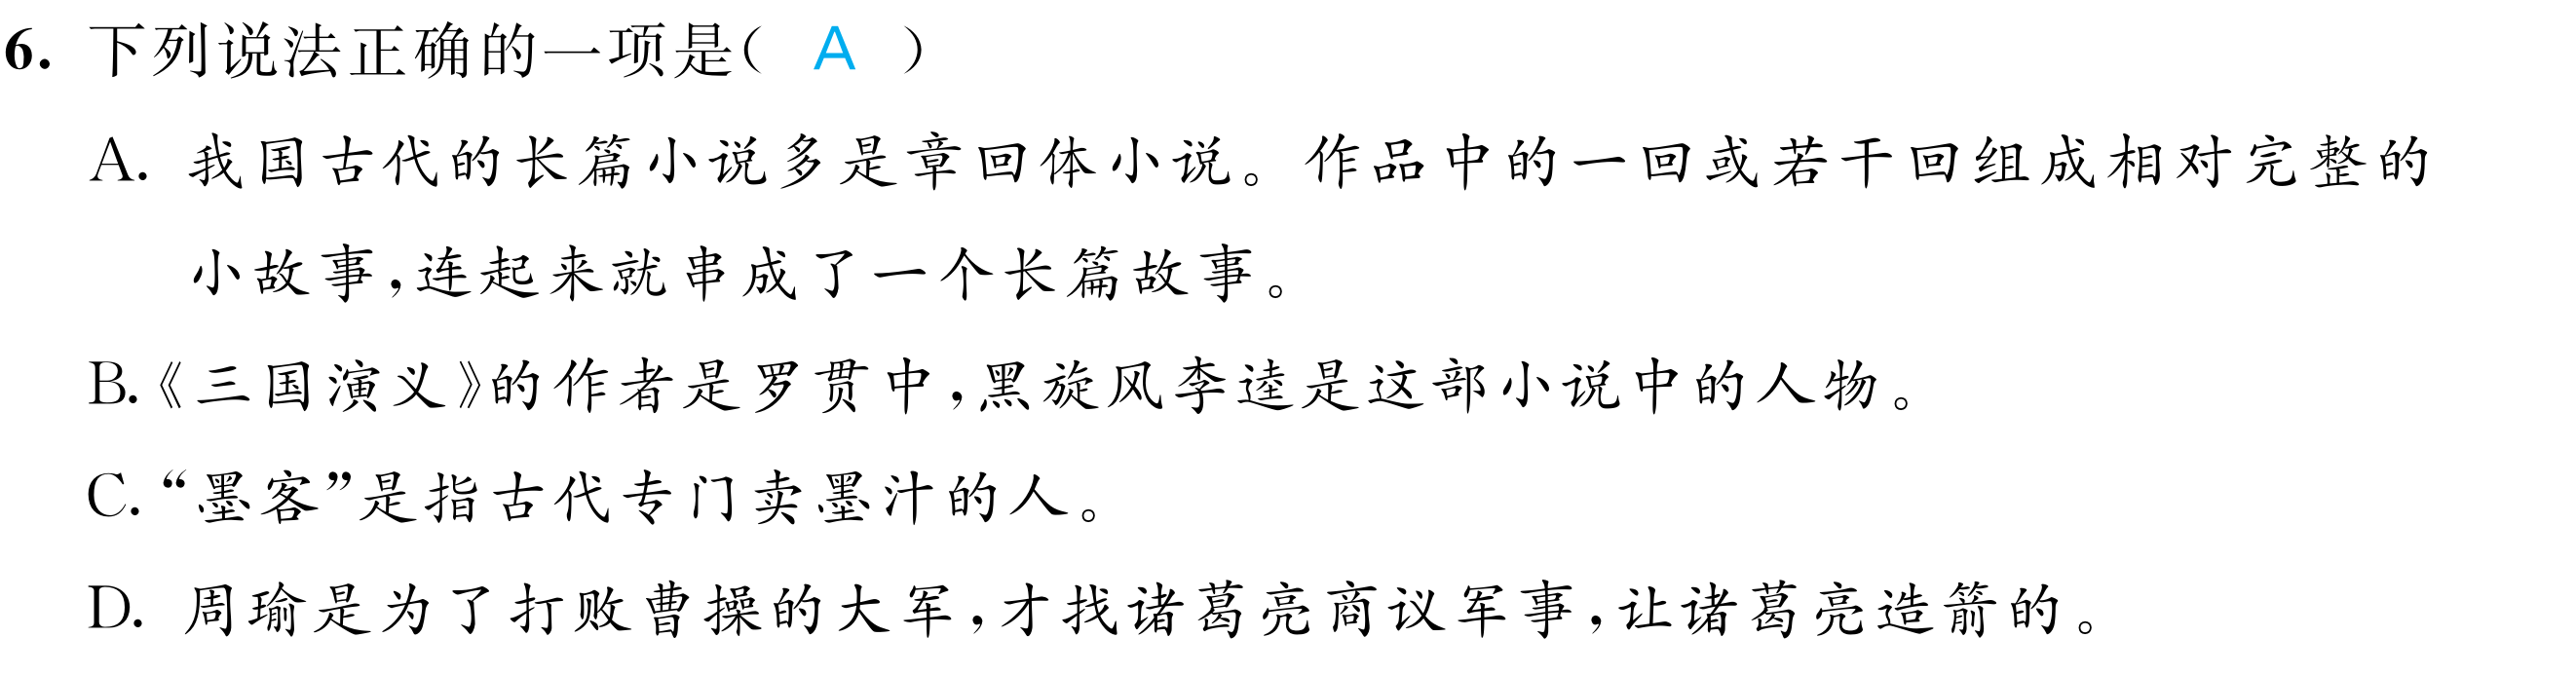 6. 下列说法正确的一项是( A )
A. 我国古代的长篇小说多是章回体小说。作品中的一回或若干回组成相对完整的
小故事,连起来就串成了一个长篇故事。
B.《三国演义》的作者是罗贯中,黑旋风李逵是这部小说中的人物。
C.“墨客”是指古代专门卖墨汁的人。
D. 周瑜是为了打败曹操的大军,才找诸葛亮商议军事,让诸葛亮造箭的。